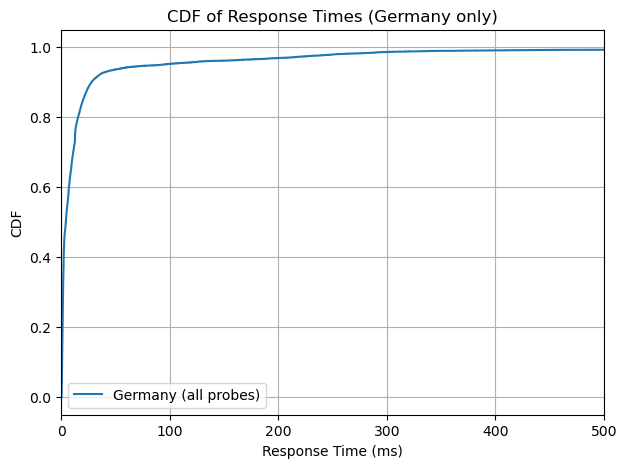 CDF of Response Times (Germany only)
CDF
1.0
0.8
0.6
0.4
0.2
0.0
Germany (all probes)
0 100 200 300 400 500
Response Time (ms)